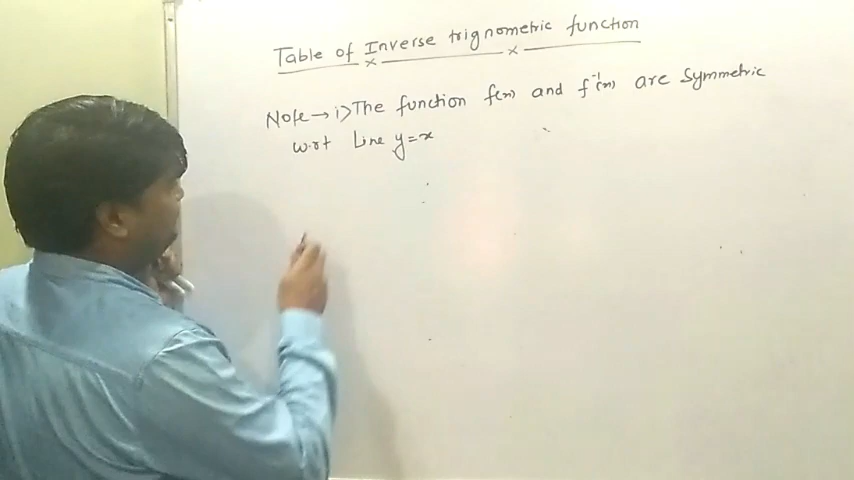 Table of Inverse trignometric function
Note → i) The function f(x) and f⁻¹(x) are symmetric
w.r.t Line y=x